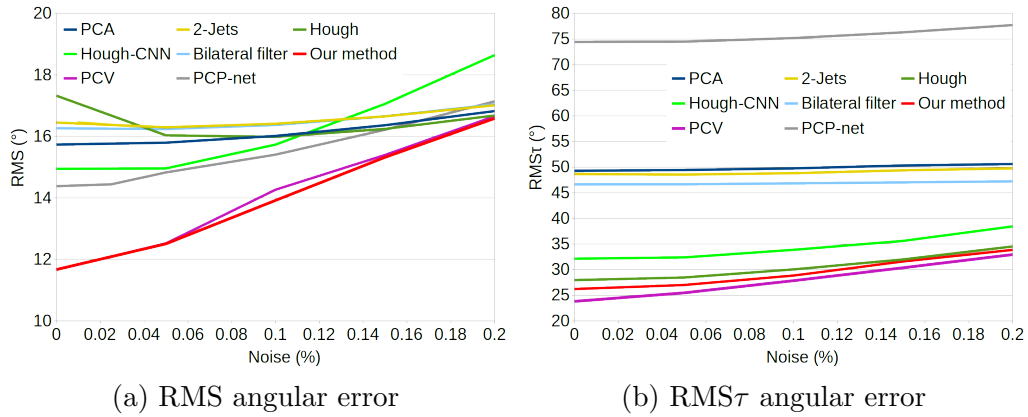 20
18
16
14
12
10
RMS (°)
PCA
2-Jets
Hough
Hough-CNN
Bilateral filter
Our method
PCV
PCP-net
0
0.02
0.04
0.06
0.08
0.1
0.12
0.14
0.16
0.18
0.2
Noise (%)
(a) RMS angular error
80
75
70
65
60
55
50
45
40
35
30
25
20
RMSτ (°)
PCA
2-Jets
Hough
Hough-CNN
Bilateral filter
Our method
PCV
PCP-net
0
0.02
0.04
0.06
0.08
0.1
0.12
0.14
0.16
0.18
0.2
Noise (%)
(b) RMSτ angular error